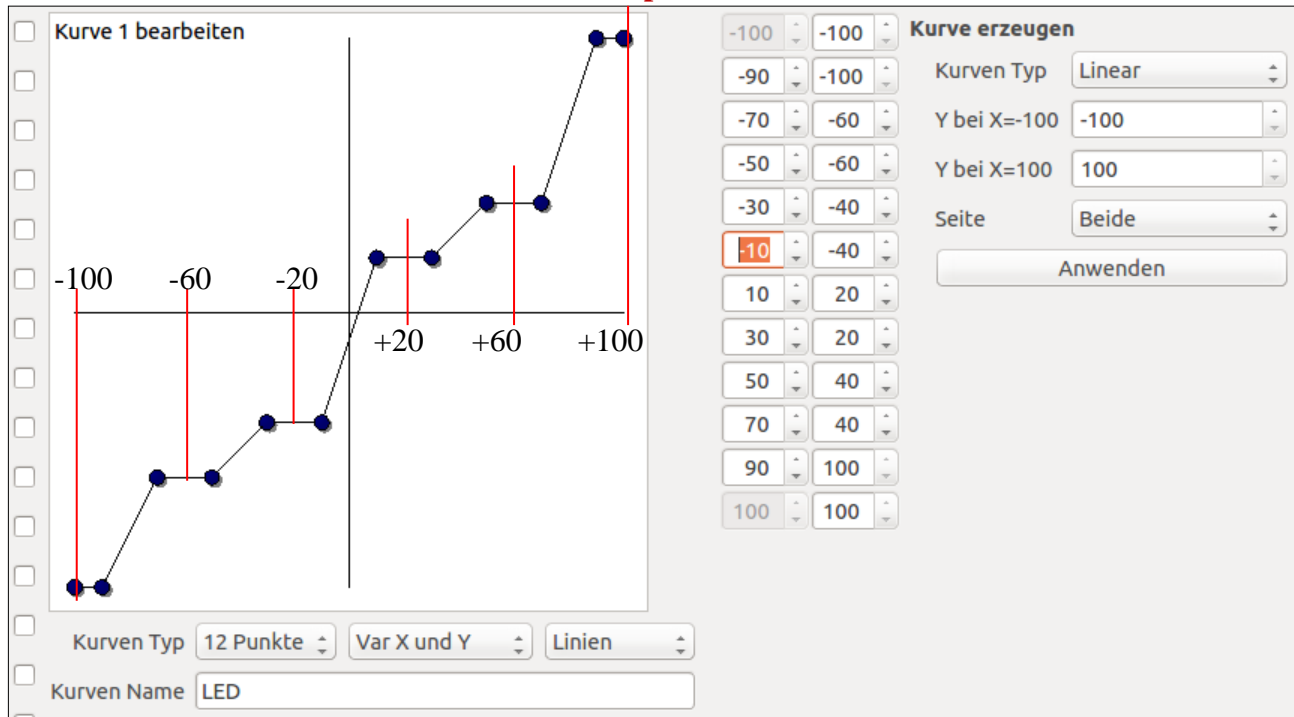 Kurve 1 bearbeiten
-100 -60 -20
+20 +60 +100
Kurven Typ 12 Punkte Var X und Y Linien
Kurven Name LED
-100 -100
-90 -100
-70 -60
-50 -60
-30 -40
-10 -40
10 20
30 20
50 40
70 40
90 100
100 100
Kurve erzeugen
Kurven Typ Linear
Y bei X=-100 -100
Y bei X=100 100
Seite Beide
Anwenden